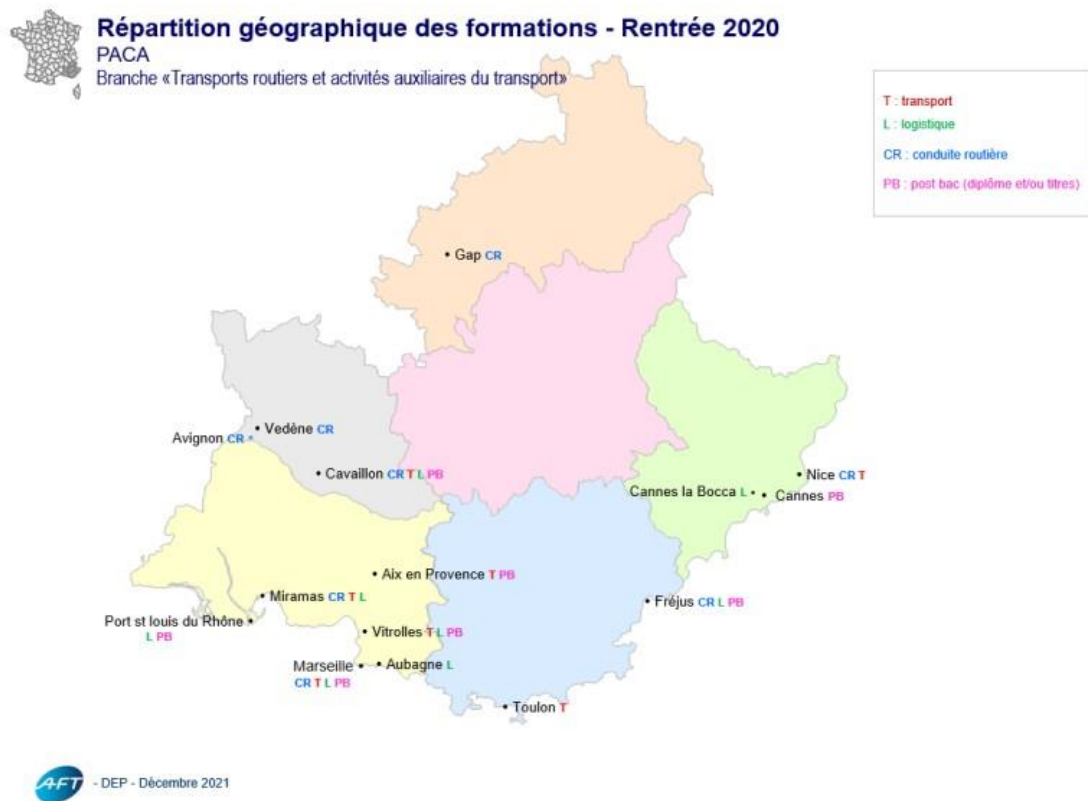 Répartition géographique des formations - Rentrée 2020
PACA
Branche «Transports routiers et activités auxiliaires du transport»
T : transport
L : logistique
CR : conduite routière
PB : post bac (diplôme et/ou titres)
Gap CR
Vedène CR
Avignon CR
Cavaillon CR T L PB
Nice CR T
Cannes la Bocca L
Cannes PB
Aix en Provence T PB
Miramas CR T L
Fréjus CR L PB
Port st louis du Rhône
L PB
Vitrolles T L PB
Marseille
CR T L PB
Aubagne L
Toulon T
AFT - DEP - Décembre 2021